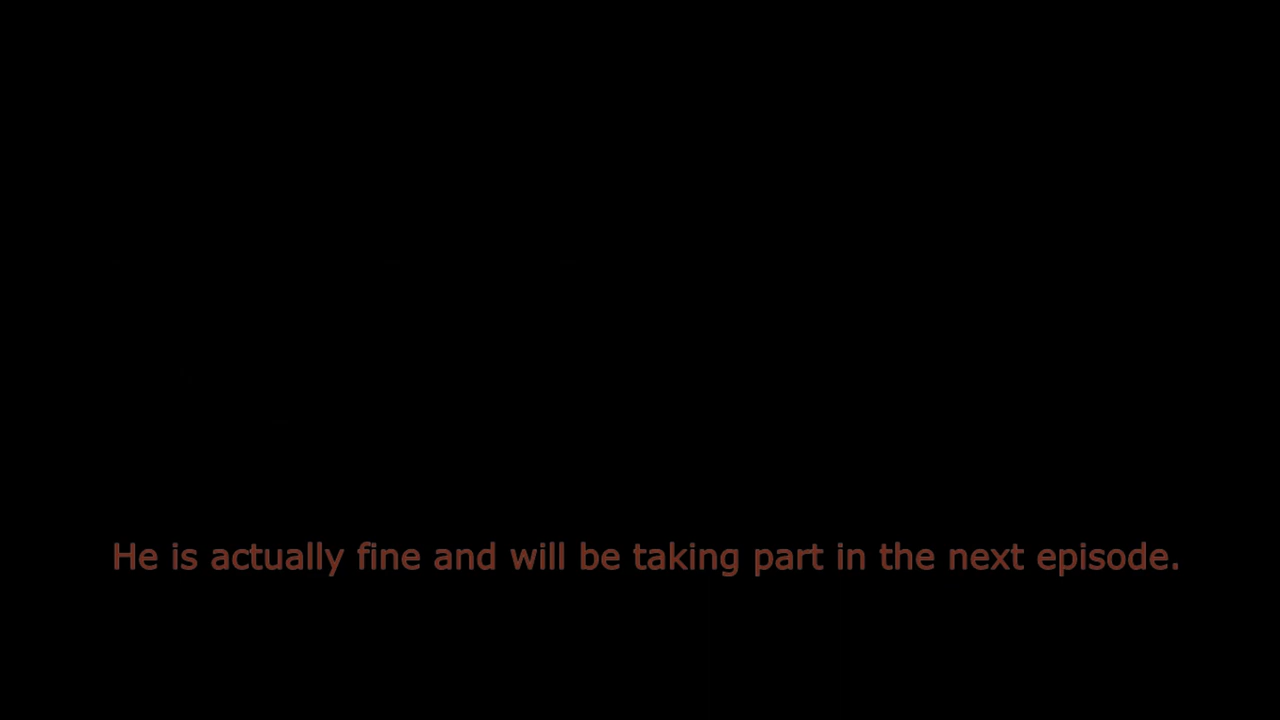 He is actually fine and will be taking part in the next episode.